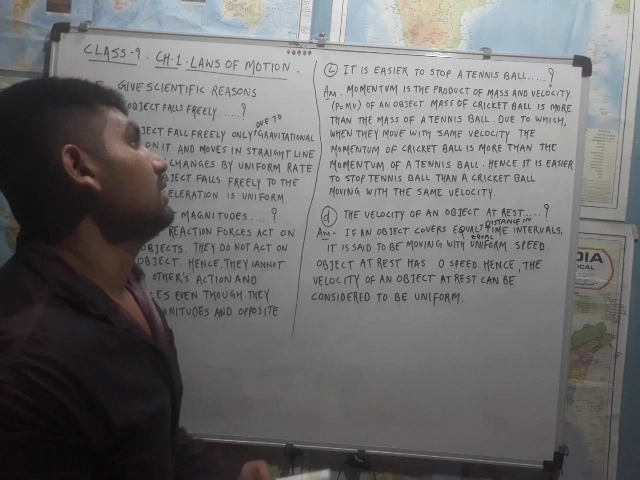 CLASS-9. CH-1. LAWS OF MOTION.
GIVE SCIENTIFIC REASONS
OBJECT FALLS FREELY......?
DUE TO
JECT FALL FREELY ONLY GRAVITATIONAL
ON IT AND MOVES IN STRAIGHT LINE
CHANGES BY UNIFORM RATE
JECT FALLS FREELY TO THE
ELERATION IS UNIFORM.
MAGNITUDES.....?
REACTION FORCES ACT ON
OBJECTS. THEY DO NOT ACT ON
OBJECT. HENCE, THEY CANNOT
OTHER'S ACTION AND
ES EVEN THOUGH THEY
GNITUDES AND OPPOSITE
(c) IT IS EASIER TO STOP A TENNIS BALL.....?
Ans. MOMENTUM IS THE PRODUCT OF MASS AND VELOCITY
(P=MV) OF AN OBJECT. MASS OF CRICKET BALL IS MORE
THAN THE MASS OF A TENNIS BALL. DUE TO WHICH,
WHEN THEY MOVE WITH SAME VELOCITY THE
MOMENTUM OF CRICKET BALL IS MORE THAN THE
MOMENTUM OF A TENNIS BALL. HENCE IT IS EASIER
TO STOP TENNIS BALL THAN A CRICKET BALL
MOVING WITH THE SAME VELOCITY.
(d) THE VELOCITY OF AN OBJECT AT REST....?
DISTANCE IN
Ans- IF AN OBJECT COVERS EQUAL TIME INTERVALS,
EQUAL
IT IS SAID TO BE MOVING WITH UNIFORM SPEED.
OBJECT AT REST HAS 0 SPEED. HENCE, THE
VELOCITY OF AN OBJECT AT REST CAN BE
CONSIDERED TO BE UNIFORM.
DIA
ICAL